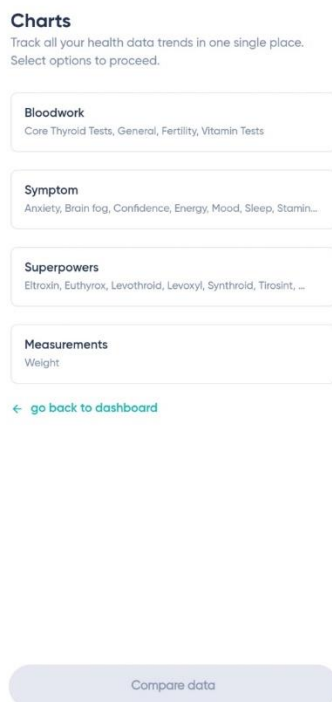 Charts
Track all your health data trends in one single place.
Select options to proceed.
Bloodwork
Core Thyroid Tests, General, Fertility, Vitamin Tests
Symptom
Anxiety, Brain fog, Confidence, Energy, Mood, Sleep, Stamin...
Superpowers
Eltroxin, Euthyrox, Levothroid, Levoxyl, Synthroid, Tirosint, ...
Measurements
Weight
← go back to dashboard
Compare data